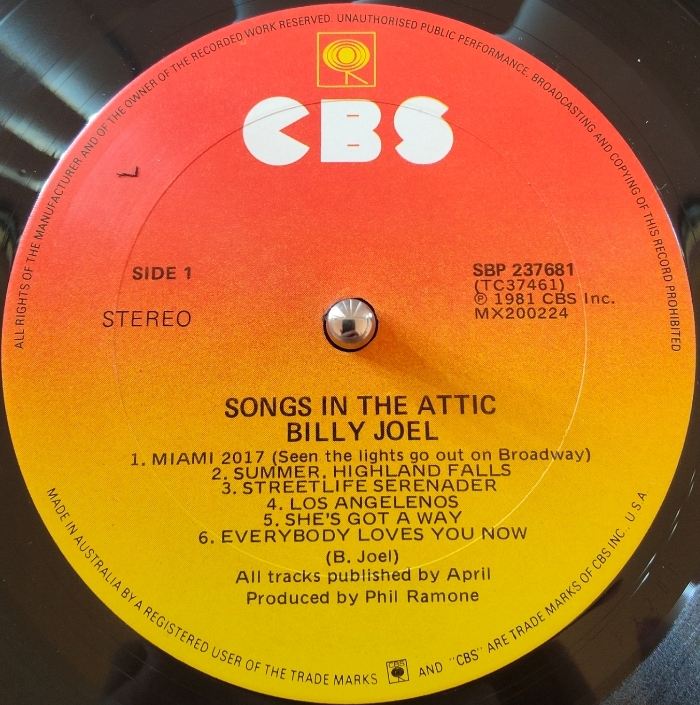 ALL RIGHTS OF THE MANUFACTURER AND OF THE OWNER OF THE RECORDED WORK RESERVED. UNAUTHORISED PUBLIC PERFORMANCE, BROADCASTING AND COPYING OF THIS RECORD PROHIBITED
CBS
SIDE 1
STEREO
SBP 237681
(TC37461)
℗ 1981 CBS Inc.
MX200224
SONGS IN THE ATTIC
BILLY JOEL
1. MIAMI 2017 (Seen the lights go out on Broadway)
2. SUMMER, HIGHLAND FALLS
3. STREETLIFE SERENADER
4. LOS ANGELENOS
5. SHE'S GOT A WAY
6. EVERYBODY LOVES YOU NOW
(B. Joel)
All tracks published by April
Produced by Phil Ramone
MADE IN AUSTRALIA BY A REGISTERED USER OF THE TRADE MARKS CBS AND "CBS" ARE TRADE MARKS OF CBS INC., U S A